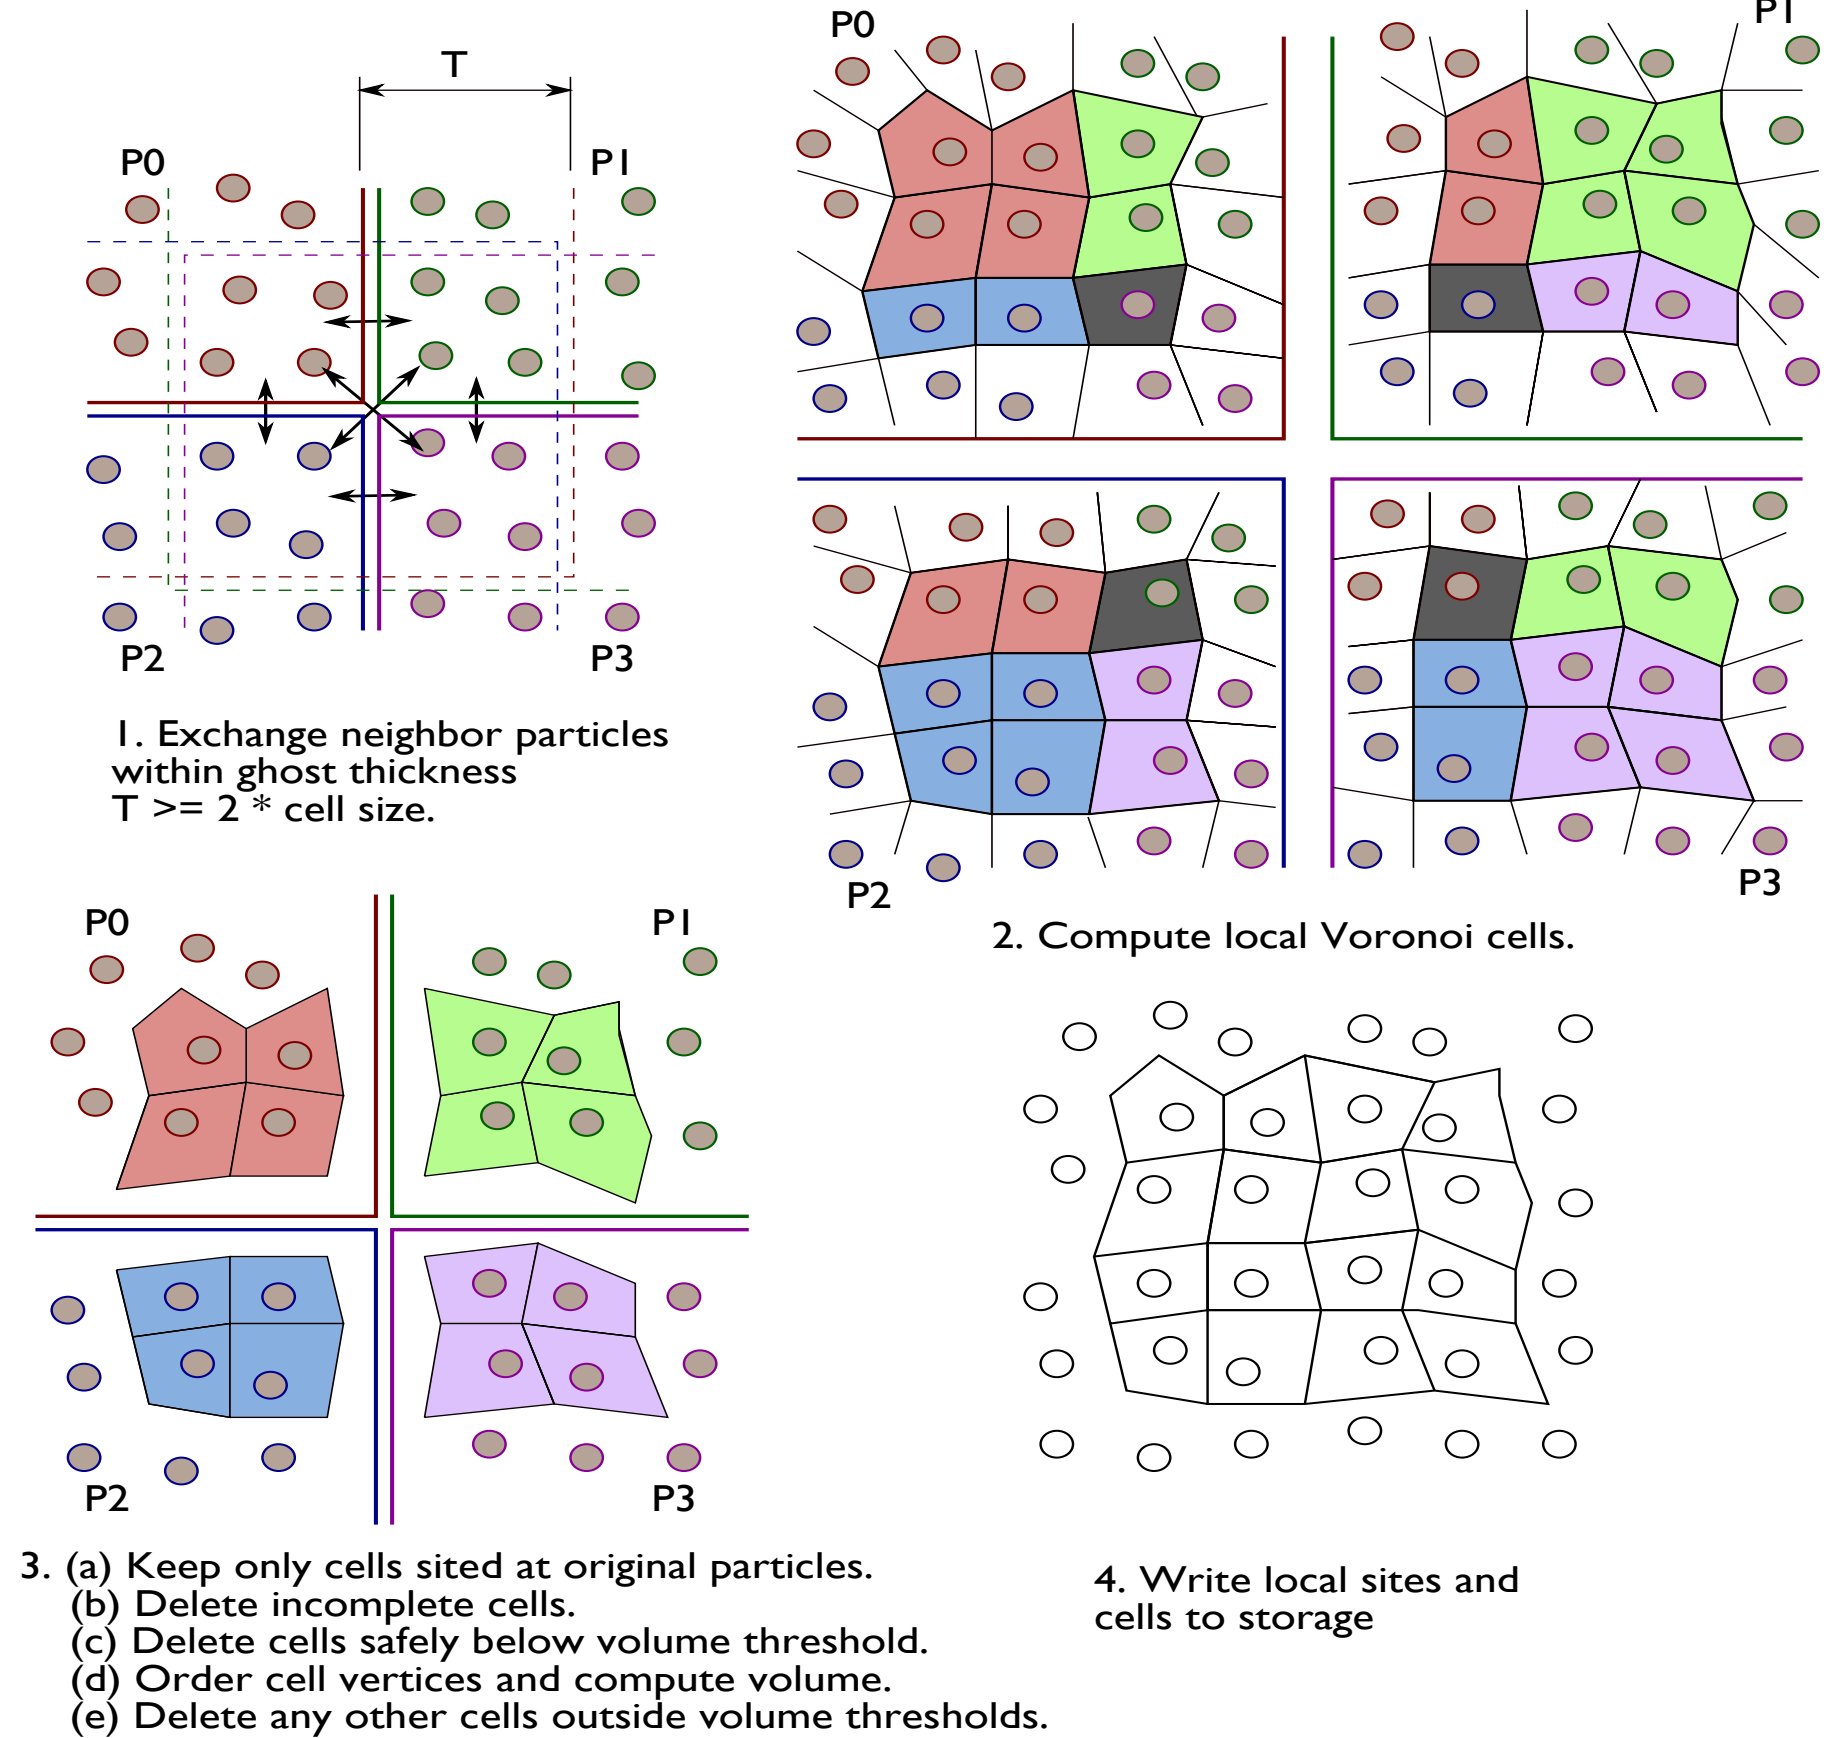 T
P0
P1
P2
P3
1. Exchange neighbor particles
within ghost thickness
T >= 2 * cell size.
P0
P1
P2
P3
2. Compute local Voronoi cells.
P0
P1
P2
P3
3. (a) Keep only cells sited at original particles.
(b) Delete incomplete cells.
(c) Delete cells safely below volume threshold.
(d) Order cell vertices and compute volume.
(e) Delete any other cells outside volume thresholds.
4. Write local sites and
cells to storage